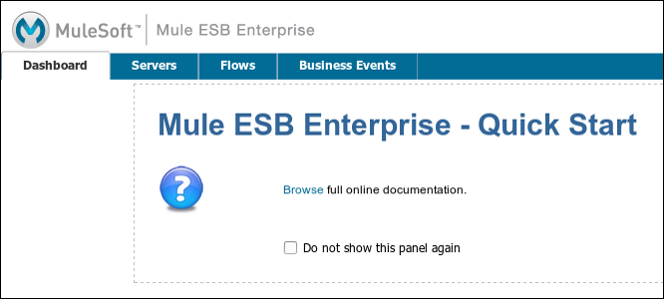 MuleSoft™ Mule ESB Enterprise
Dashboard Servers Flows Business Events
Mule ESB Enterprise - Quick Start
?
Browse full online documentation.
Do not show this panel again